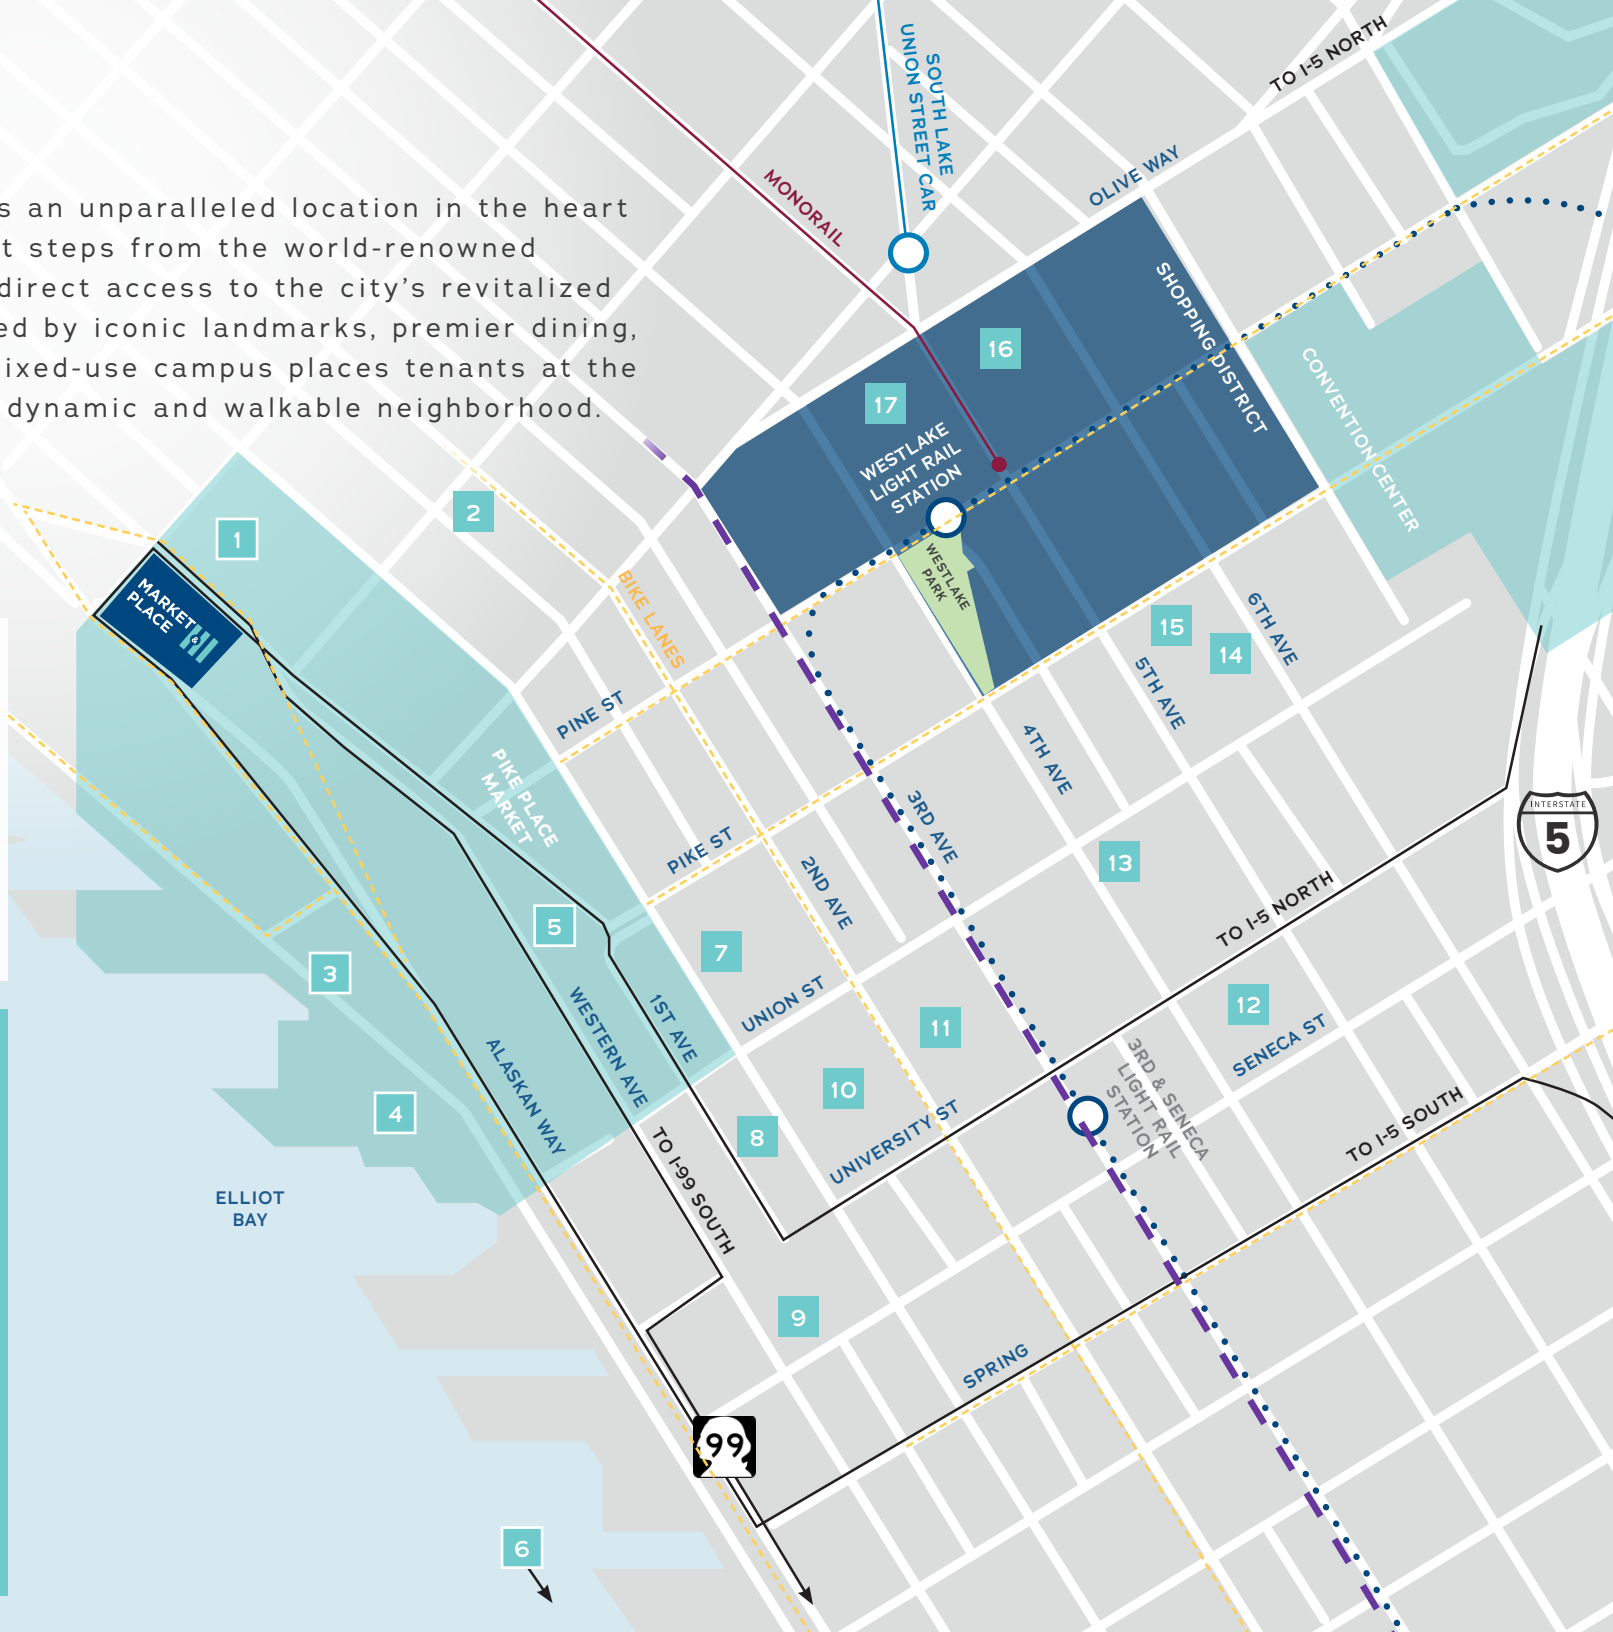 s an unparalleled location in the heart
t steps from the world-renowned
direct access to the city's revitalized
ed by iconic landmarks, premier dining,
ixed-use campus places tenants at the
dynamic and walkable neighborhood.
TO I-5 NORTH
SOUTH LAKE
UNION STREET CAR
MONORAIL
OLIVE WAY
SHOPPING DISTRICT
CONVENTION CENTER
16
17
WESTLAKE
LIGHT RAIL
STATION
WESTLAKE
PARK
1
2
MARKET
PLACE
&
BIKE LANES
PINE ST
PIKE PLACE
MARKET
PIKE ST
15
14
6TH AVE
5TH AVE
4TH AVE
3RD AVE
2ND AVE
13
INTERSTATE
5
TO I-5 NORTH
5
3
7
UNION ST
1ST AVE
WESTERN AVE
ALASKAN WAY
11
12
SENECA ST
3RD & SENECA
LIGHT RAIL
STATION
10
4
8
UNIVERSITY ST
TO I-5 SOUTH
TO I-99 SOUTH
ELLIOT
BAY
9
SPRING
99
6